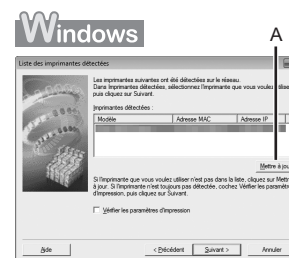 Windows
A
Liste des imprimantes détectées
Les imprimantes suivantes ont été détectées sur le réseau.
Dans Imprimantes détectées, sélectionnez l'imprimante que vous voulez
puis cliquez sur Suivant.
Imprimantes détectées :
Modèle Adresse MAC Adresse IP
Mettre à jou
Si l'imprimante que vous voulez utiliser n'est pas dans la liste, cliquez sur Mettr
à jour. Si l'imprimante n'est toujours pas détectée, cochez Vérifier les paramètre
d'impression, puis cliquez sur Suivant.
Vérifier les paramètres d'impression
Aide < Précédent Suivant > Annuler